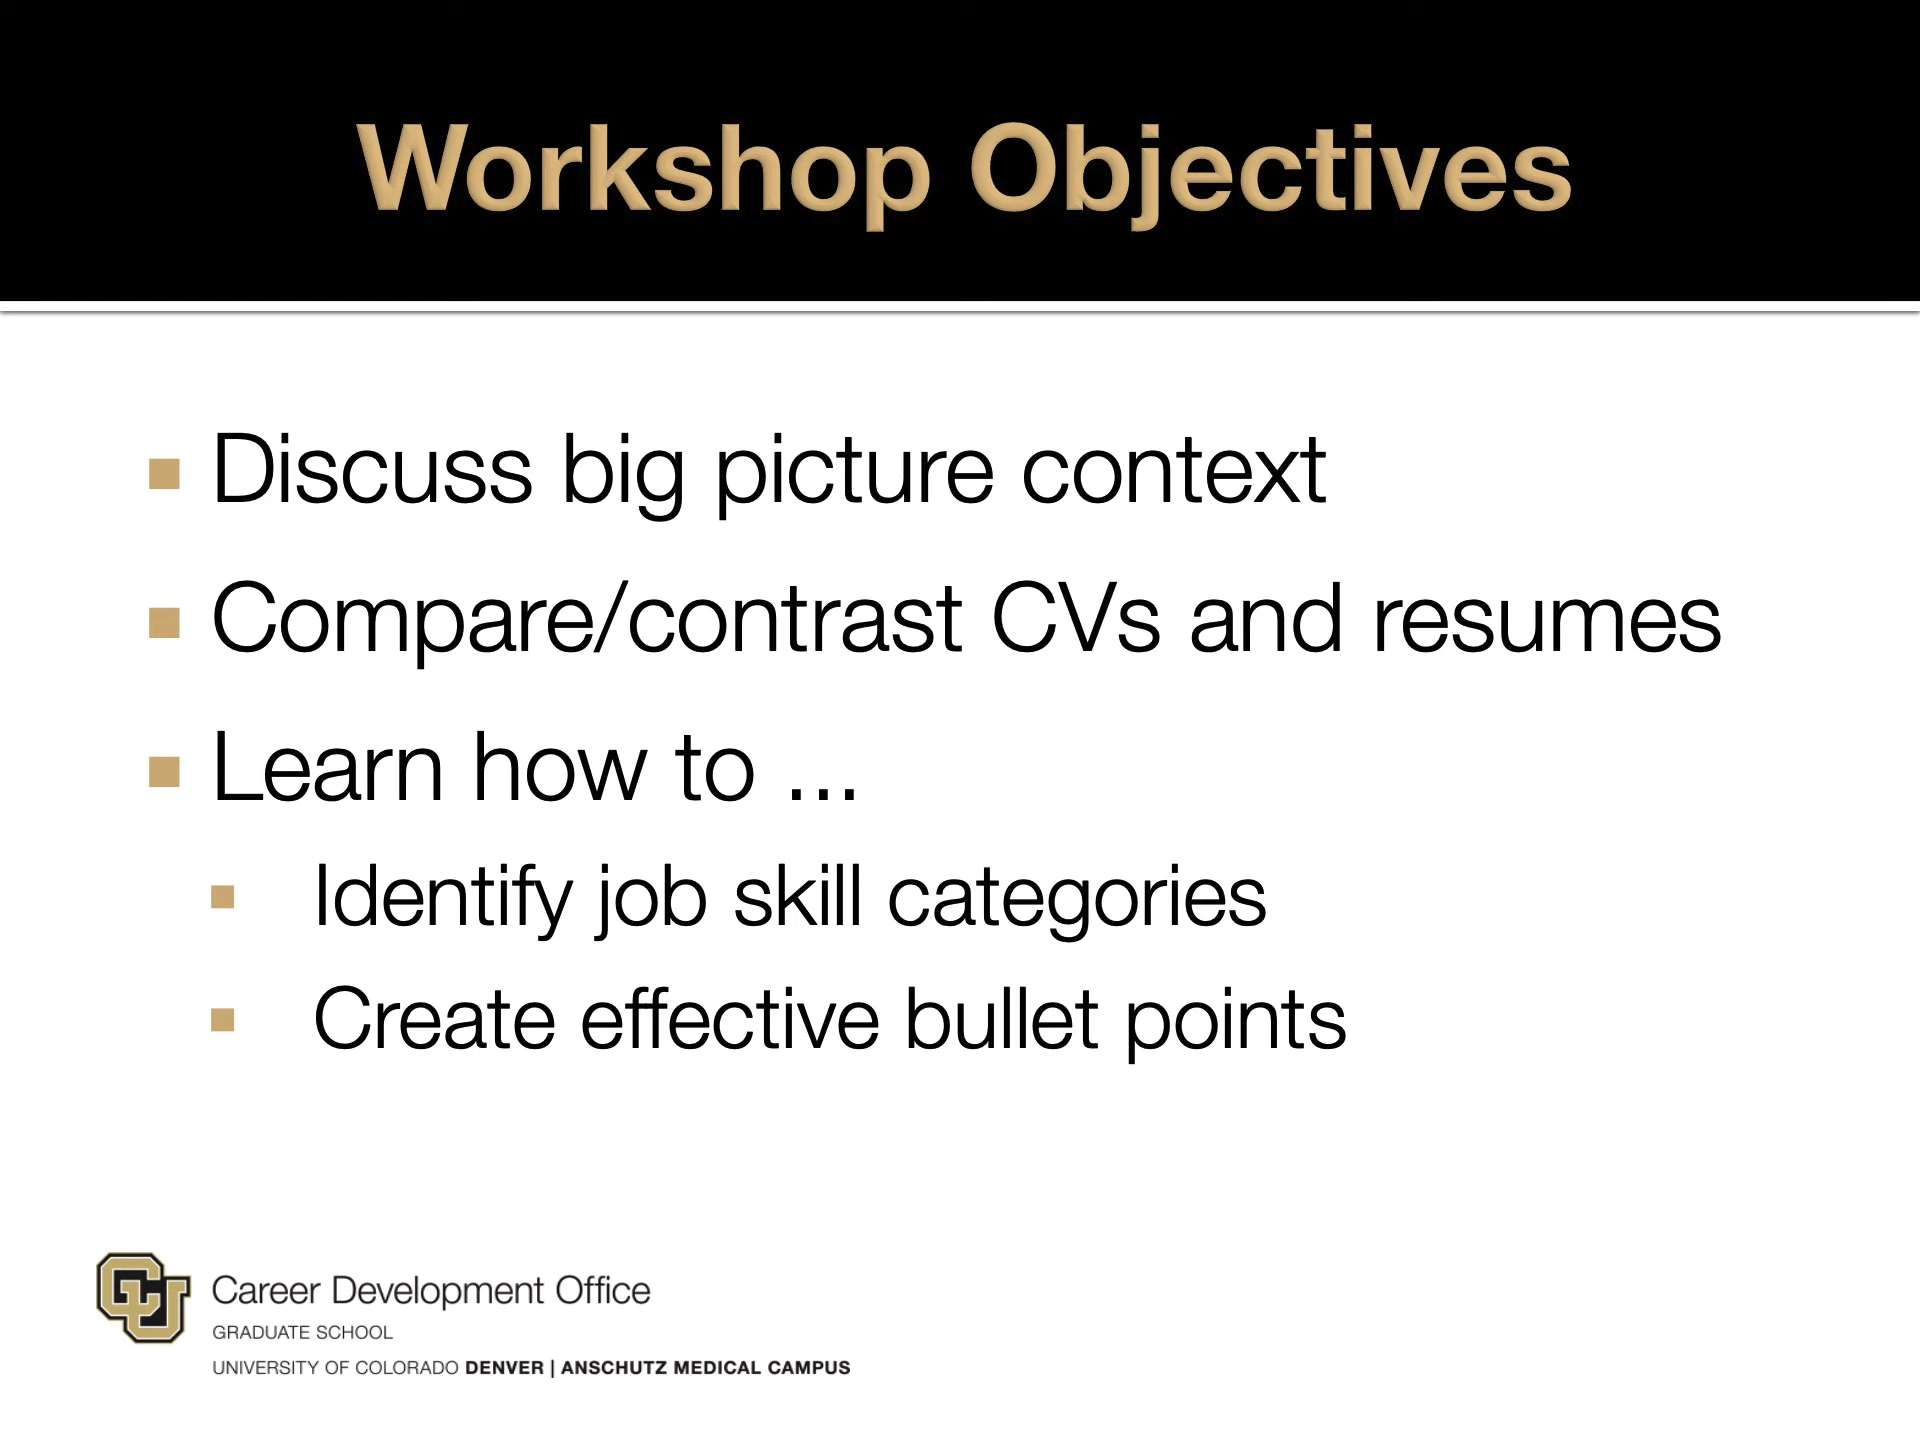 Workshop Objectives
Discuss big picture context
Compare/contrast CVs and resumes
Learn how to ...
Identify job skill categories
Create effective bullet points
CU
Career Development Office
GRADUATE SCHOOL
UNIVERSITY OF COLORADO DENVER | ANSCHUTZ MEDICAL CAMPUS